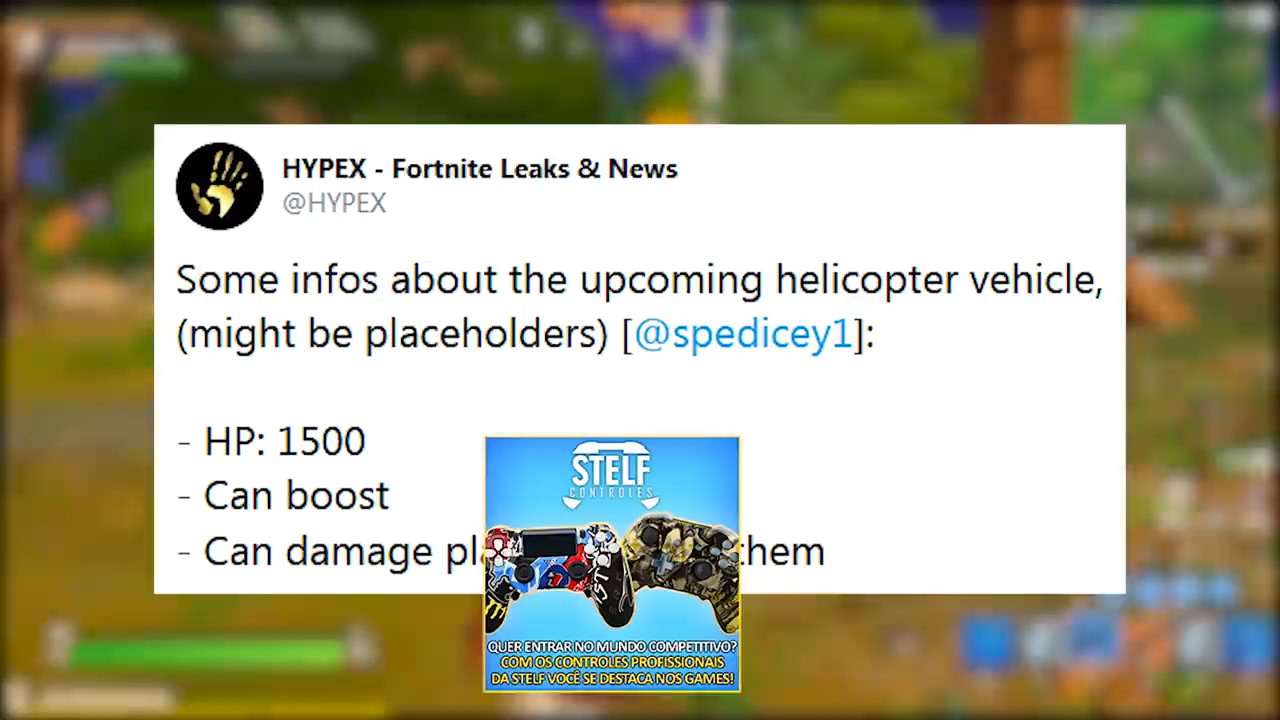 HYPEX - Fortnite Leaks & News
@HYPEX
Some infos about the upcoming helicopter vehicle,
(might be placeholders) [@spedicey1]:
- HP: 1500
- Can boost
- Can damage pl them
STELF
CONTROLES
QUER ENTRAR NO MUNDO COMPETITIVO?
COM OS CONTROLES PROFISSIONAIS
DA STELF VOCÊ SE DESTACA NOS GAMES!